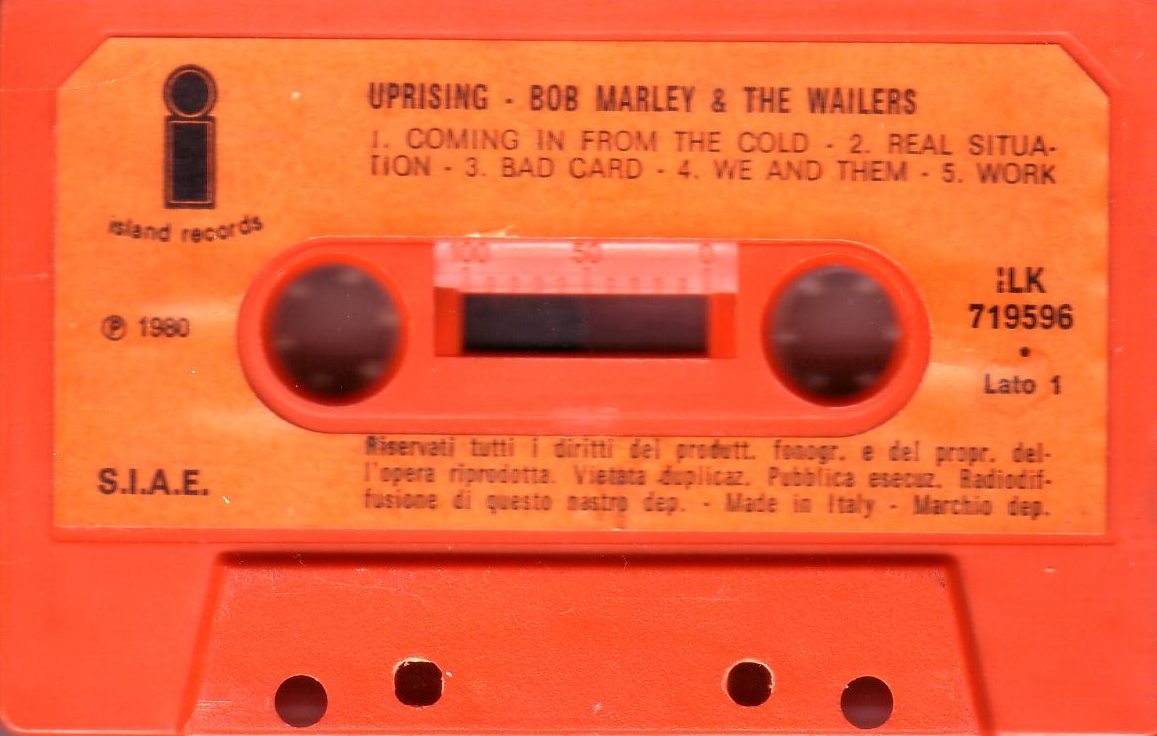 UPRISING - BOB MARLEY & THE WAILERS
1. COMING IN FROM THE COLD - 2. REAL SITUA-
TION - 3. BAD CARD - 4. WE AND THEM - 5. WORK
island records
100 50 0
ILK
719596
℗ 1980
•
Lato 1
Riservati tutti i diritti del produtt. fonogr. e del propr. del-
l'opera riprodotta. Vietata duplicaz. Pubblica esecuz. Radiodif-
fusione di questo nastro dep. - Made in Italy - Marchio dep.
S.I.A.E.